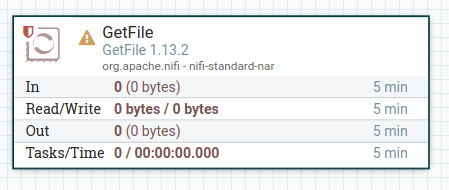 GetFile
GetFile 1.13.2
org.apache.nifi - nifi-standard-nar
In 0 (0 bytes) 5 min
Read/Write 0 bytes / 0 bytes 5 min
Out 0 (0 bytes) 5 min
Tasks/Time 0 / 00:00:00.000 5 min